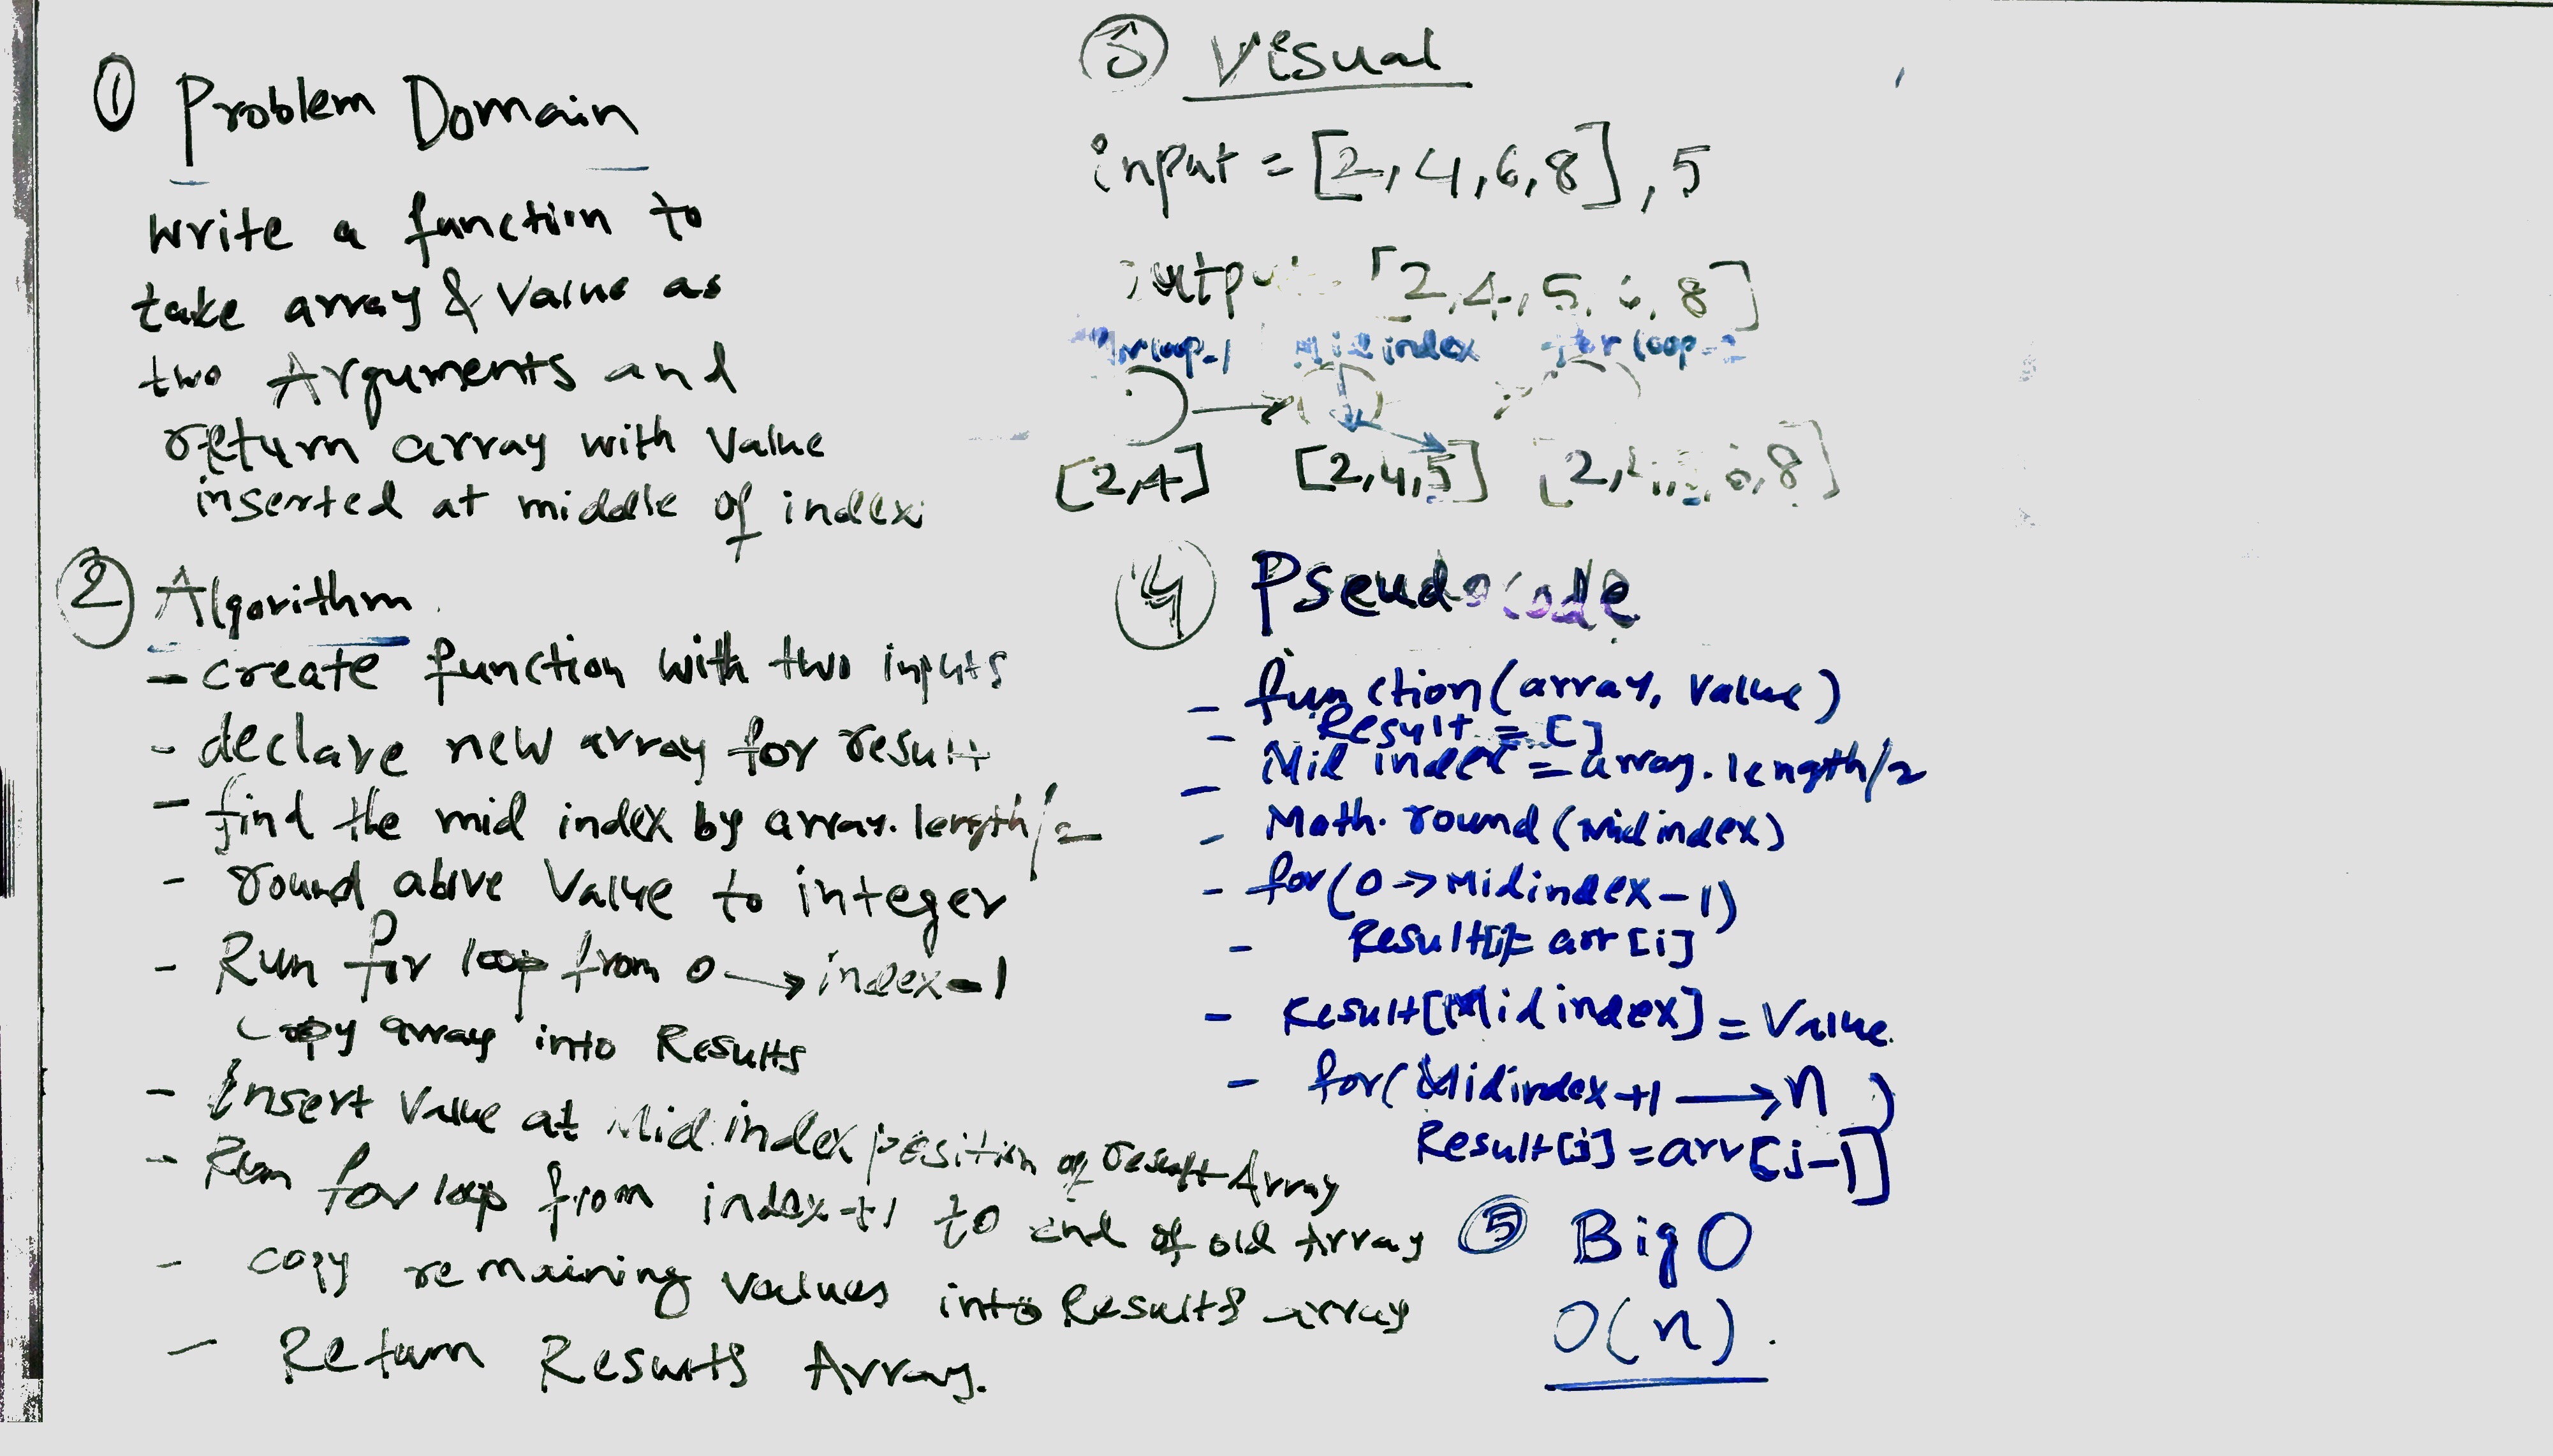 ① Problem Domain
Write a function to
take array & Value as
two Arguments and
return array with Value
inserted at middle of index.
② Algorithm
- create function with two inputs
- declare new array for result
- find the mid index by array.length/2
- round above Value to integer
- Run for loop from 0 → index-1
Copy array into Results
- Insert Value at Mid index position of result Array
- Run for loop from index+1 to end of old Array
- copy remaining values into Results array
- Return Results Array.
③ Visual
input = [2,4,6,8], 5
output = [2,4,5,6,8]
for loop-1 Mid index for loop-2
[2,4] [2,4,5] [2,4,5,6,8]
④ Pseudocode
- function(array, Value)
- Result = []
- Mid index = array.length/2
- Math.round(Midindex)
- for(0 → Midindex-1)
- Result[i]= arr[i]
- Result[Midindex] = Value.
- for(Midindex+1 → n)
Result[j] = arr[j-1]
⑤ Big O
O(n).